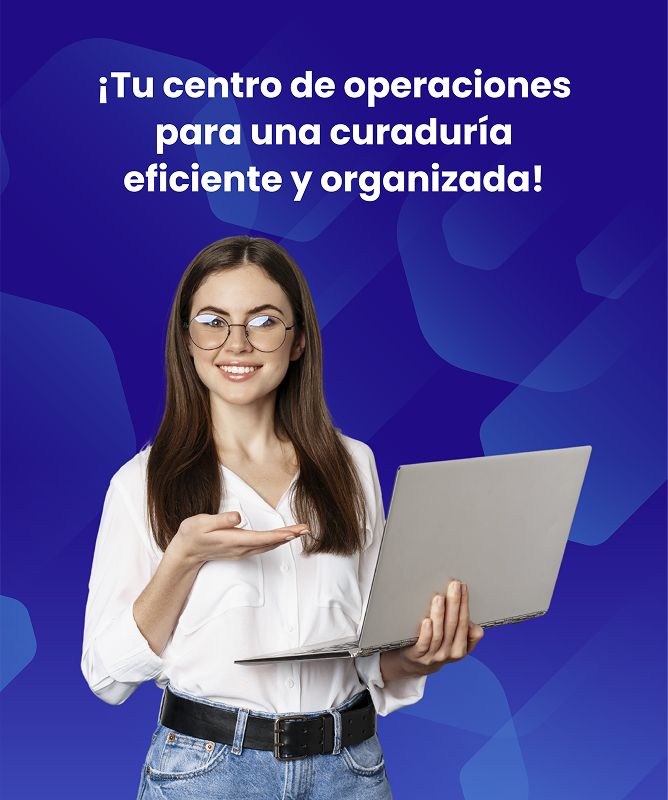 ¡Tu centro de operaciones
para una curaduría
eficiente y organizada!